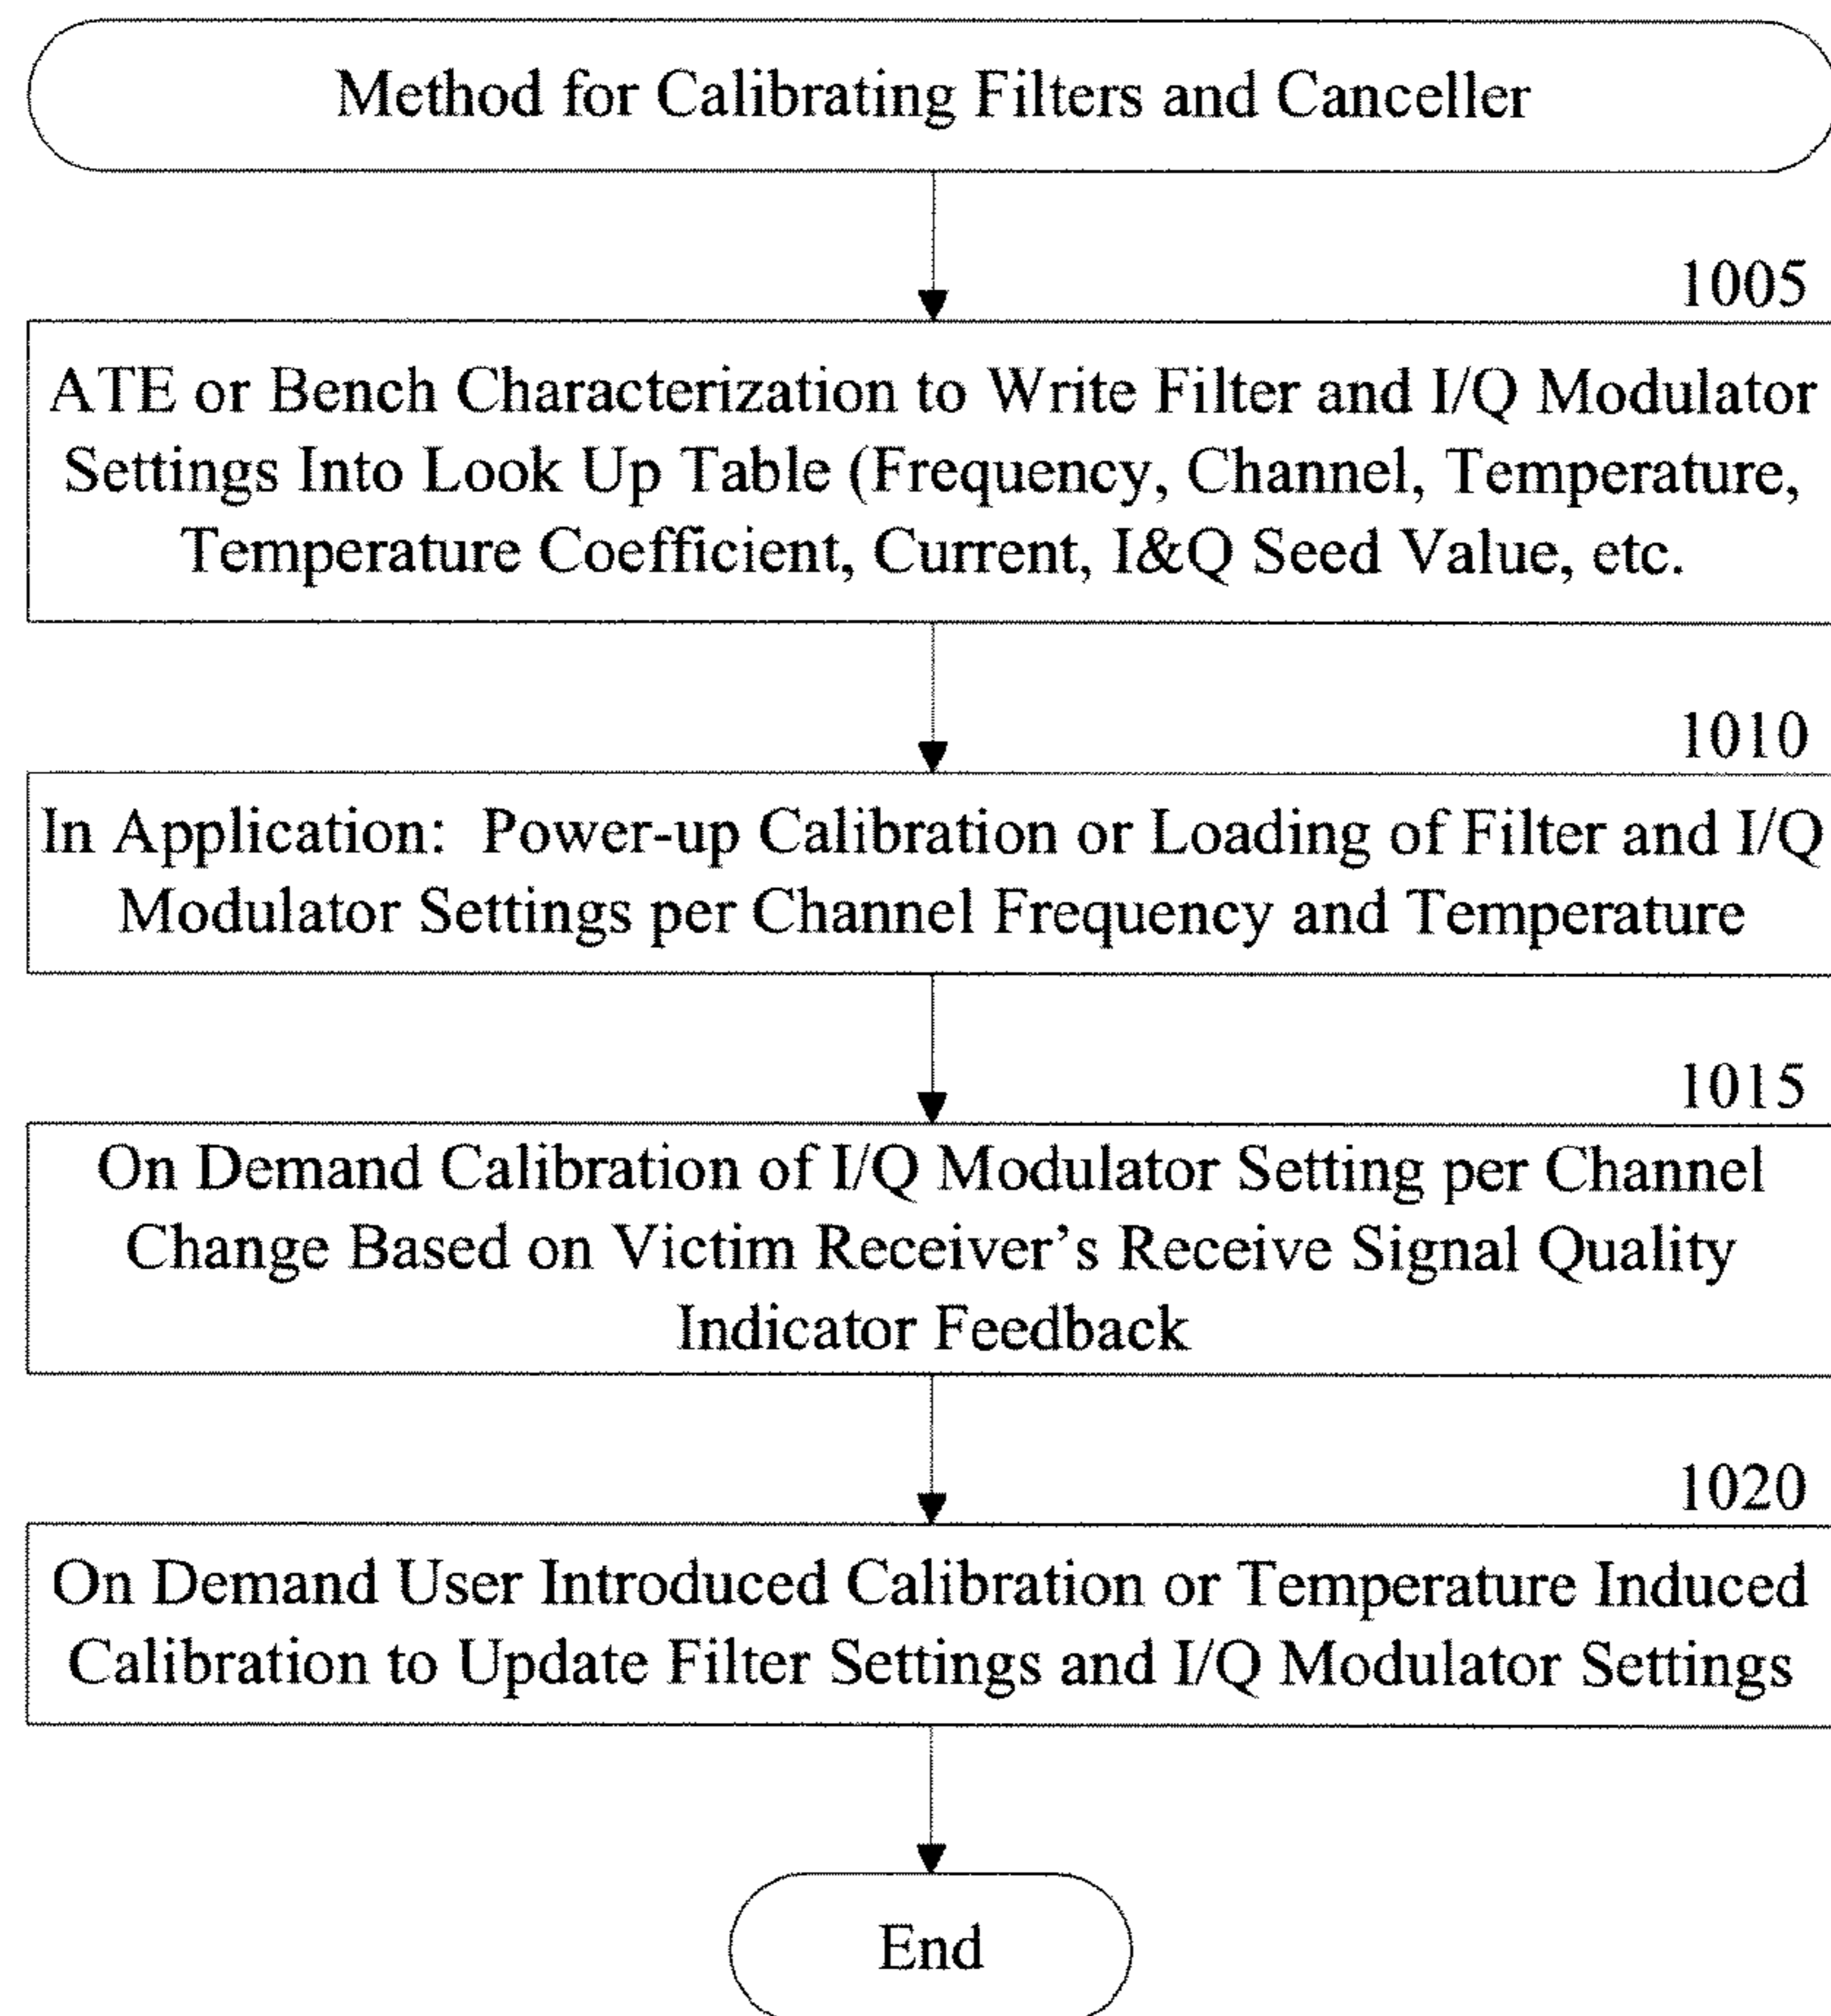 Method for Calibrating Filters and Canceller
1005
ATE or Bench Characterization to Write Filter and I/Q Modulator
Settings Into Look Up Table (Frequency, Channel, Temperature,
Temperature Coefficient, Current, I&Q Seed Value, etc.
1010
In Application:  Power-up Calibration or Loading of Filter and I/Q
Modulator Settings per Channel Frequency and Temperature
1015
On Demand Calibration of I/Q Modulator Setting per Channel
Change Based on Victim Receiver’s Receive Signal Quality
Indicator Feedback
1020
On Demand User Introduced Calibration or Temperature Induced
Calibration to Update Filter Settings and I/Q Modulator Settings
End